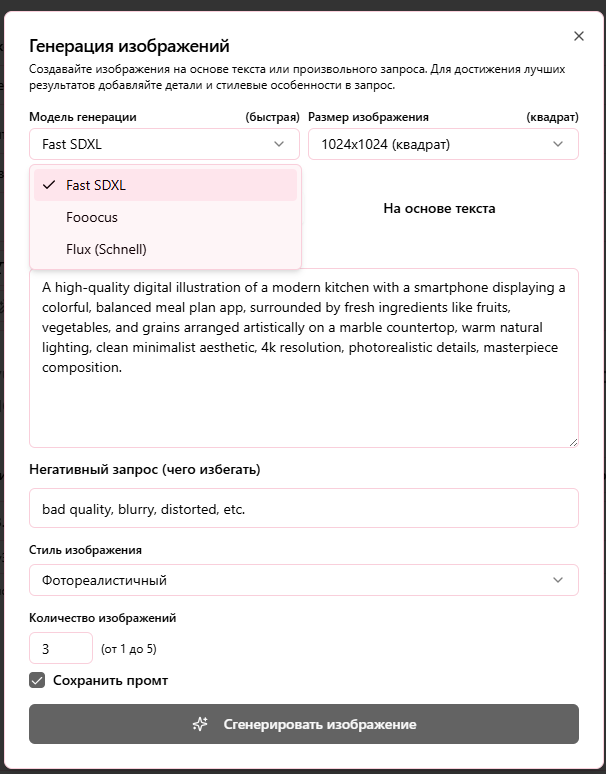 Генерация изображений
Создавайте изображения на основе текста или произвольного запроса. Для достижения лучших
результатов добавляйте детали и стилевые особенности в запрос.
Модель генерации (быстрая) Размер изображения (квадрат)
Fast SDXL 1024x1024 (квадрат)
Fast SDXL
Fooocus
Flux (Schnell)
На основе текста
A high-quality digital illustration of a modern kitchen with a smartphone displaying a
colorful, balanced meal plan app, surrounded by fresh ingredients like fruits,
vegetables, and grains arranged artistically on a marble countertop, warm natural
lighting, clean minimalist aesthetic, 4k resolution, photorealistic details, masterpiece
composition.
Негативный запрос (чего избегать)
bad quality, blurry, distorted, etc.
Стиль изображения
Фотореалистичный
Количество изображений
3 (от 1 до 5)
Сохранить промт
Сгенерировать изображение